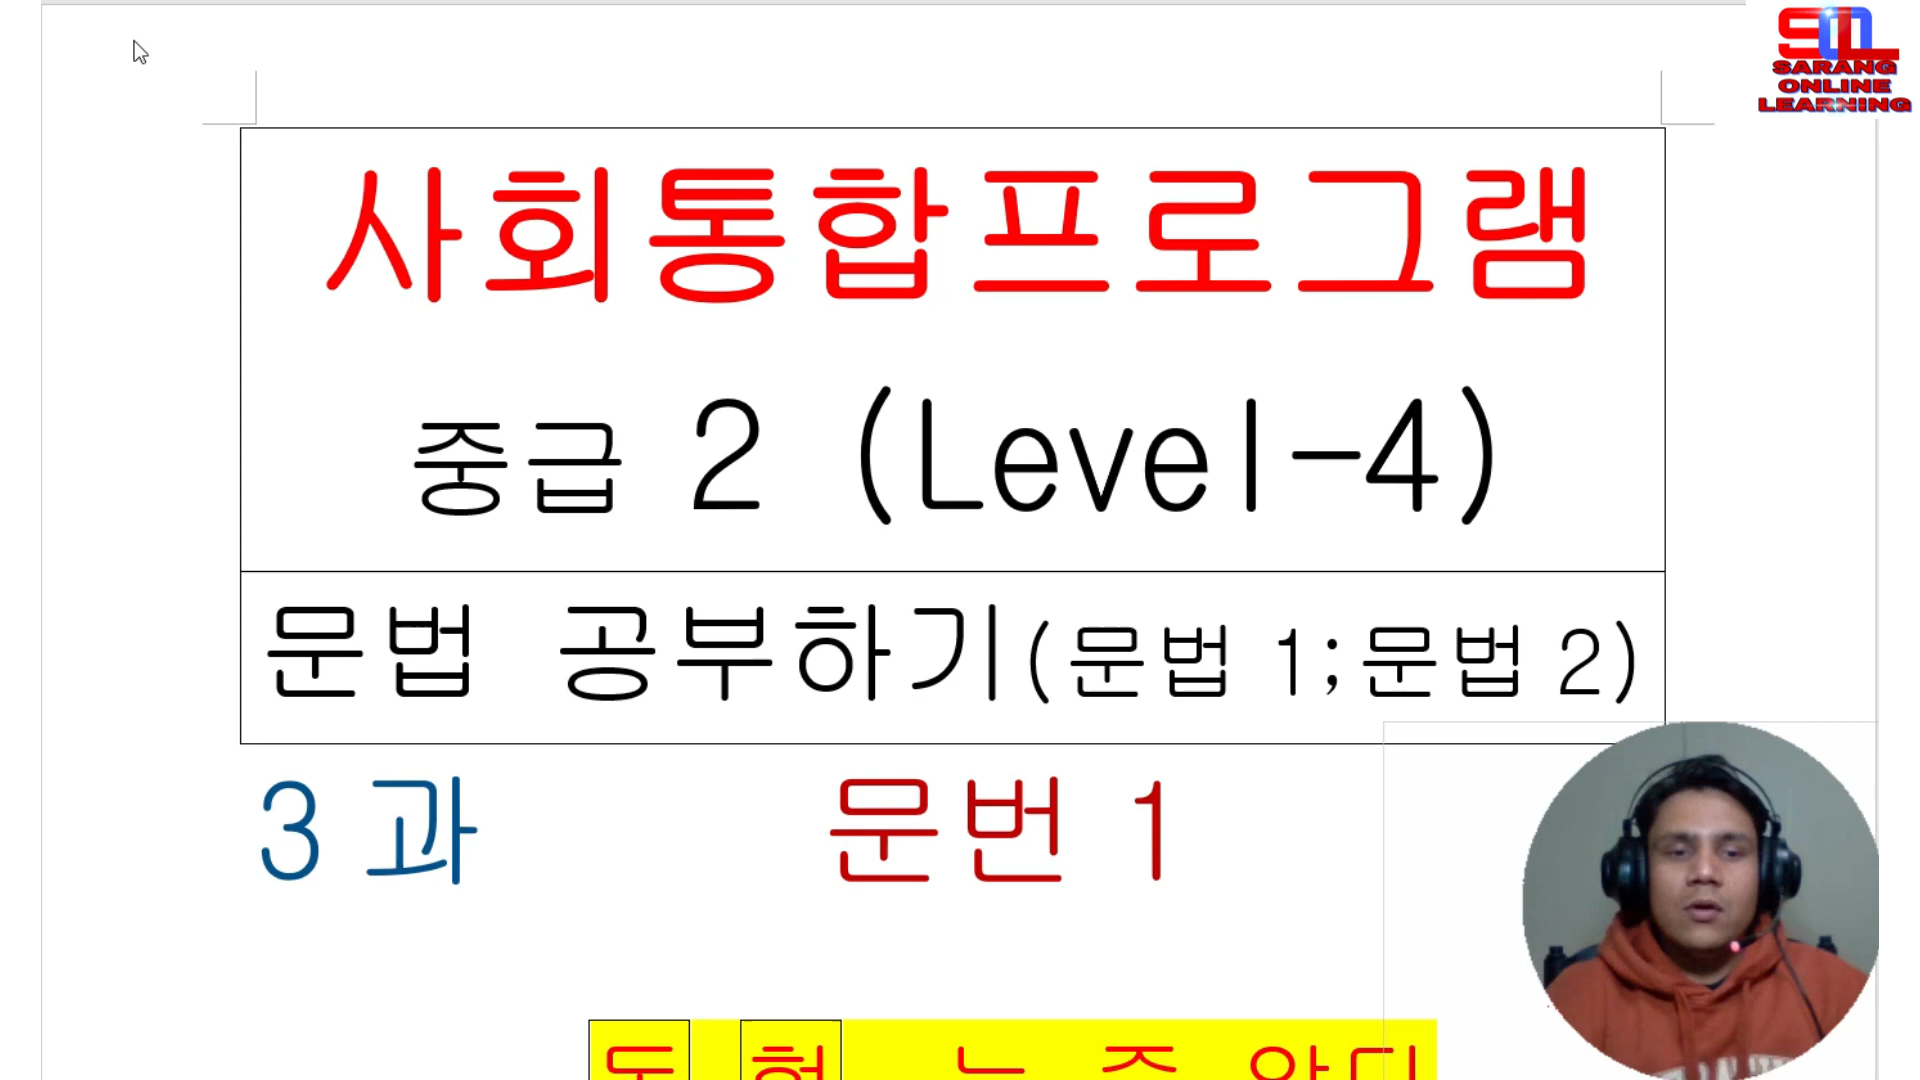 SOL
SARANG
ONLINE
LEARNING
사회통합프로그램
중급 2 (Level-4)
문법 공부하기(문법 1;문법 2)
3 과 문번 1